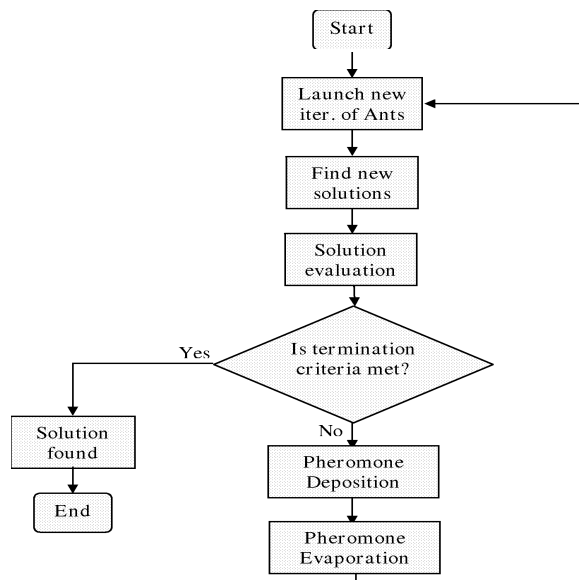 Start
Launch new
iter. of Ants
Find new
solutions
Solution
evaluation
Is termination
criteria met?
Yes
No
Solution
found
End
Pheromone
Deposition
Pheromone
Evaporation